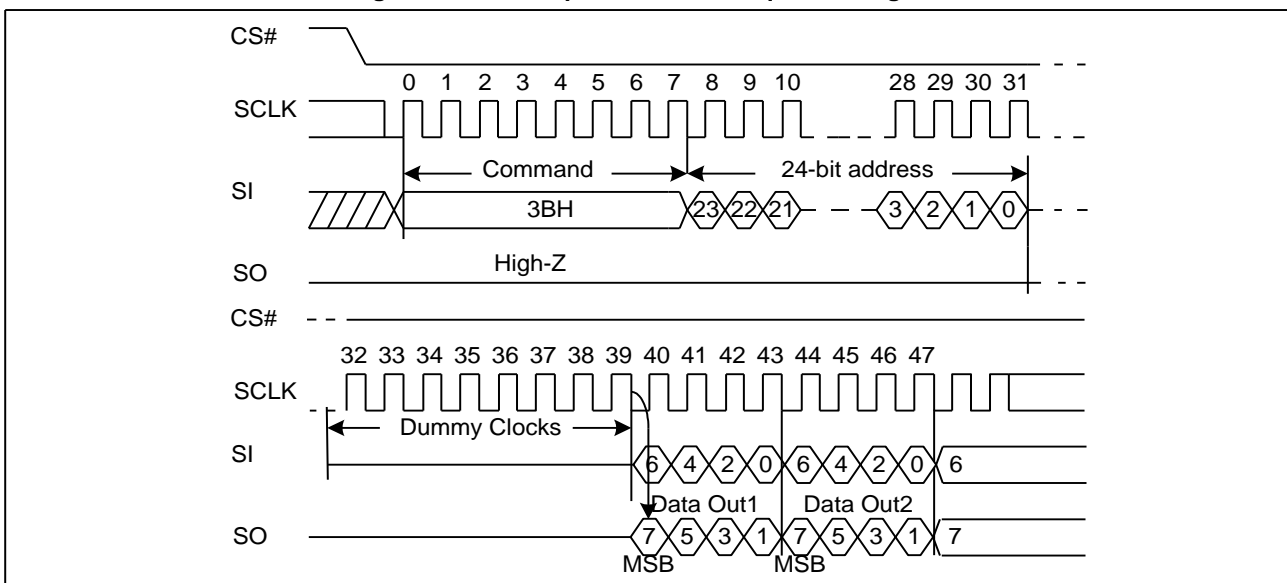 CS#
0 1 2 3 4 5 6 7 8 9 10 28 29 30 31
SCLK
Command 24-bit address
SI
3BH 23 22 21 3 2 1 0
High-Z
SO
CS#
32 33 34 35 36 37 38 39 40 41 42 43 44 45 46 47
SCLK
Dummy Clocks
SI
6 4 2 0 6 4 2 0 6
Data Out1 Data Out2
SO
7 5 3 1 7 5 3 1 7
MSB MSB